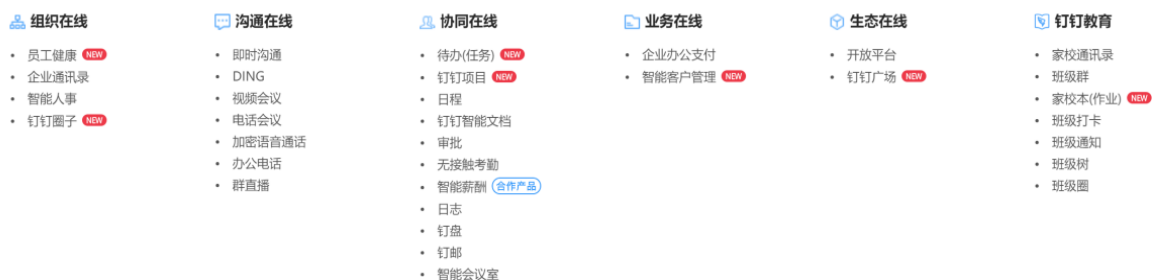 组织在线
员工健康 NEW
企业通讯录
智能人事
钉钉圈子 NEW
沟通在线
即时沟通
DING
视频会议
电话会议
加密语音通话
办公电话
群直播
协同在线
待办(任务) NEW
钉钉项目 NEW
日程
钉钉智能文档
审批
无接触考勤
智能薪酬 合作产品
日志
钉盘
钉邮
智能会议室
业务在线
企业办公支付
智能客户管理 NEW
生态在线
开放平台
钉钉广场 NEW
钉钉教育
家校通讯录
班级群
家校本(作业) NEW
班级打卡
班级通知
班级树
班级圈